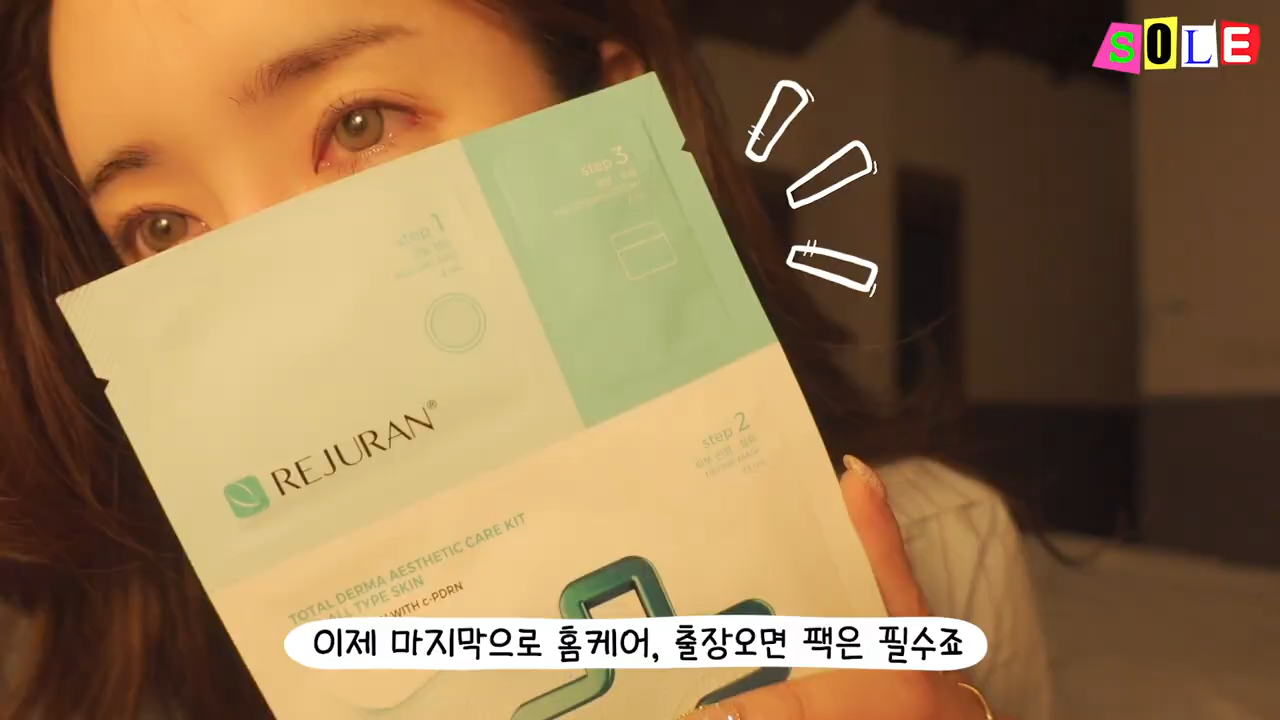 SOLE
step 3
step 1
REJURAN®
step 2
TOTAL DERMA AESTHETIC CARE KIT
ALL TYPE SKIN
WITH c-PDRN
이제 마지막으로 홈케어, 출장오면 팩은 필수죠